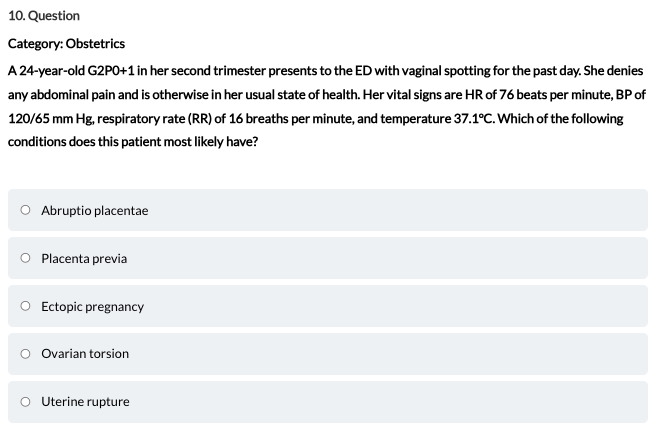 10. Question
Category: Obstetrics
A 24-year-old G2P0+1 in her second trimester presents to the ED with vaginal spotting for the past day. She denies
any abdominal pain and is otherwise in her usual state of health. Her vital signs are HR of 76 beats per minute, BP of
120/65 mm Hg, respiratory rate (RR) of 16 breaths per minute, and temperature 37.1°C. Which of the following
conditions does this patient most likely have?
Abruptio placentae
Placenta previa
Ectopic pregnancy
Ovarian torsion
Uterine rupture